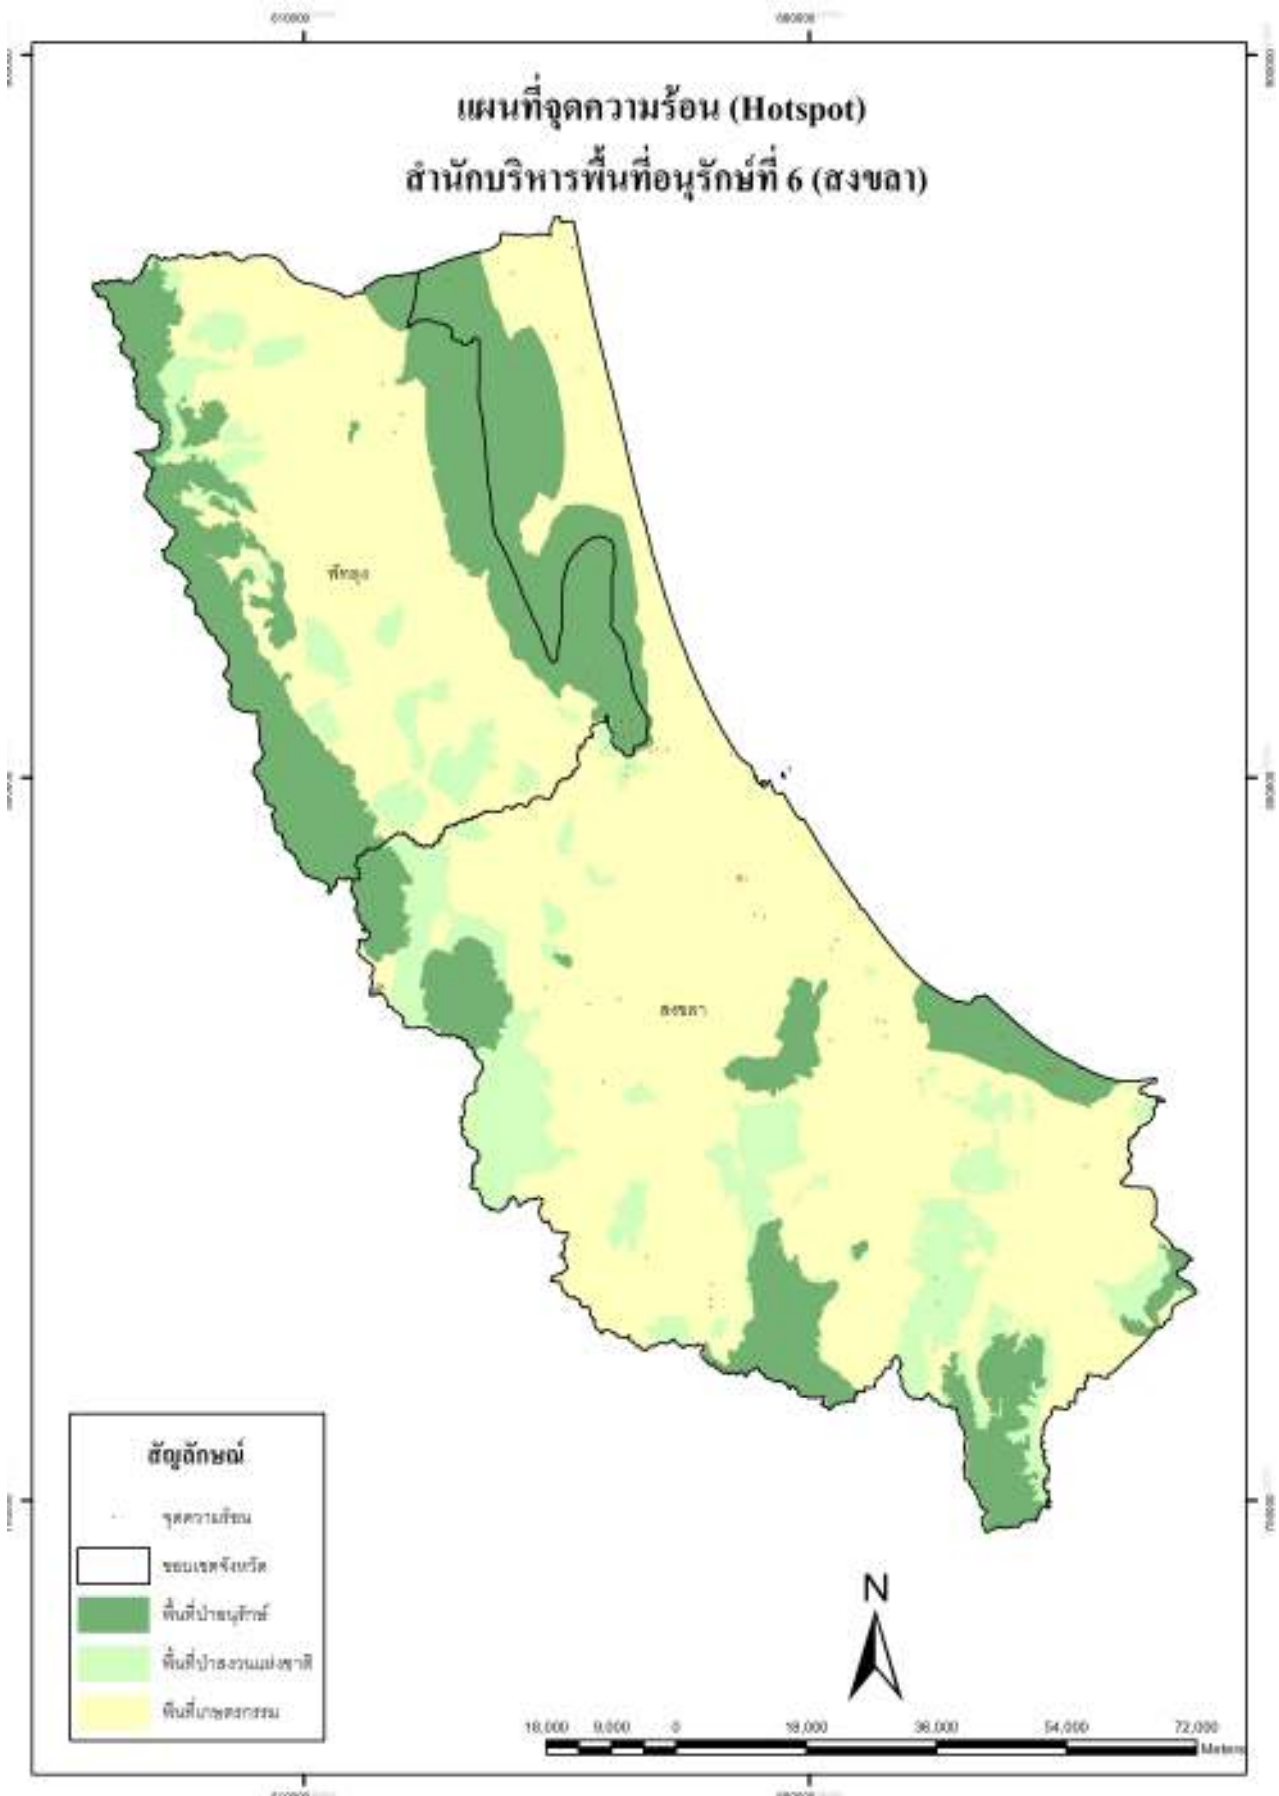 แผนที่จุดความร้อน (Hotspot)
สำนักบริหารพื้นที่อนุรักษ์ที่ 6 (สงขลา)
พัทลุง
สงขลา
สัญลักษณ์
จุดความร้อน
ขอบเขตจังหวัด
พื้นที่ป่าอนุรักษ์
พื้นที่ป่าสงวนแห่งชาติ
พื้นที่เกษตรกรรม
N
18,000 9,000 0 18,000 36,000 54,000 72,000
Meters